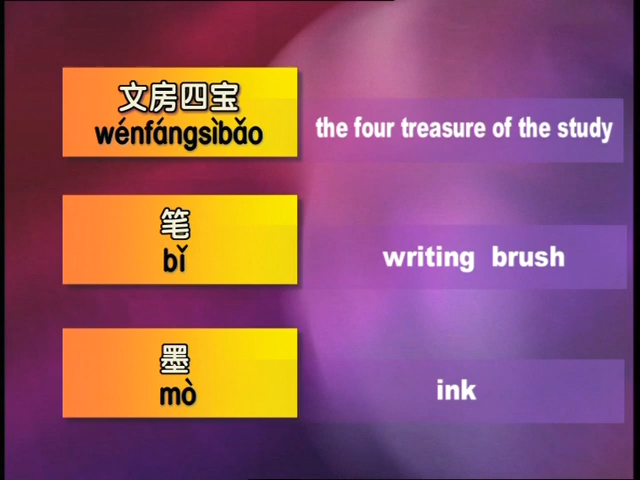 文房四宝
wénfángsìbǎo
the four treasure of the study
笔
bǐ
writing brush
墨
mò
ink